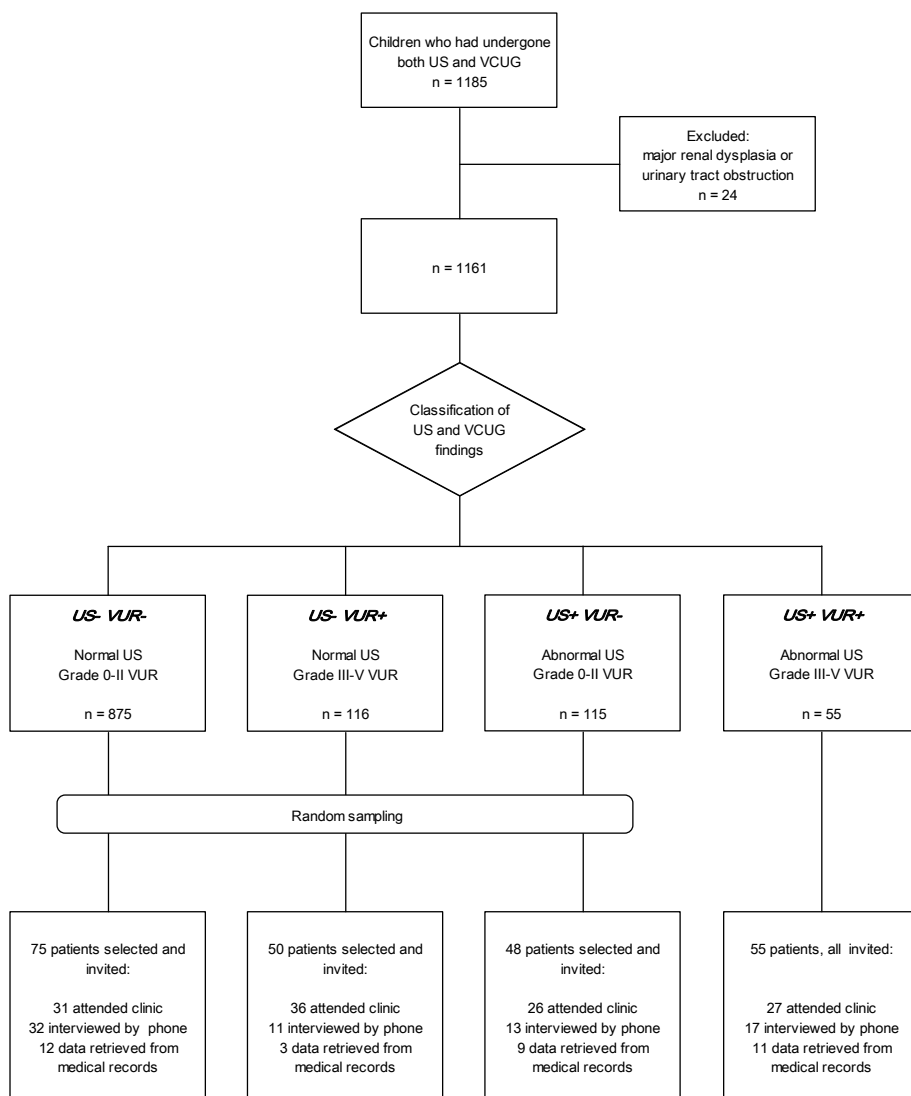 Children who had undergone
both US and VCUG
n = 1185
Excluded:
major renal dysplasia or
urinary tract obstruction
n = 24
n = 1161
Classification of
US and VCUG
findings
US- VUR-
Normal US
Grade 0-II VUR
n = 875
US- VUR+
Normal US
Grade III-V VUR
n = 116
US+ VUR-
Abnormal US
Grade 0-II VUR
n = 115
US+ VUR+
Abnormal US
Grade III-V VUR
n = 55
Random sampling
75 patients selected and
invited:
31 attended clinic
32 interviewed by phone
12 data retrieved from
medical records
50 patients selected and
invited:
36 attended clinic
11 interviewed by phone
3 data retrieved from
medical records
48 patients selected and
invited:
26 attended clinic
13 interviewed by phone
9 data retrieved from
medical records
55 patients, all invited:
27 attended clinic
17 interviewed by phone
11 data retrieved from
medical records